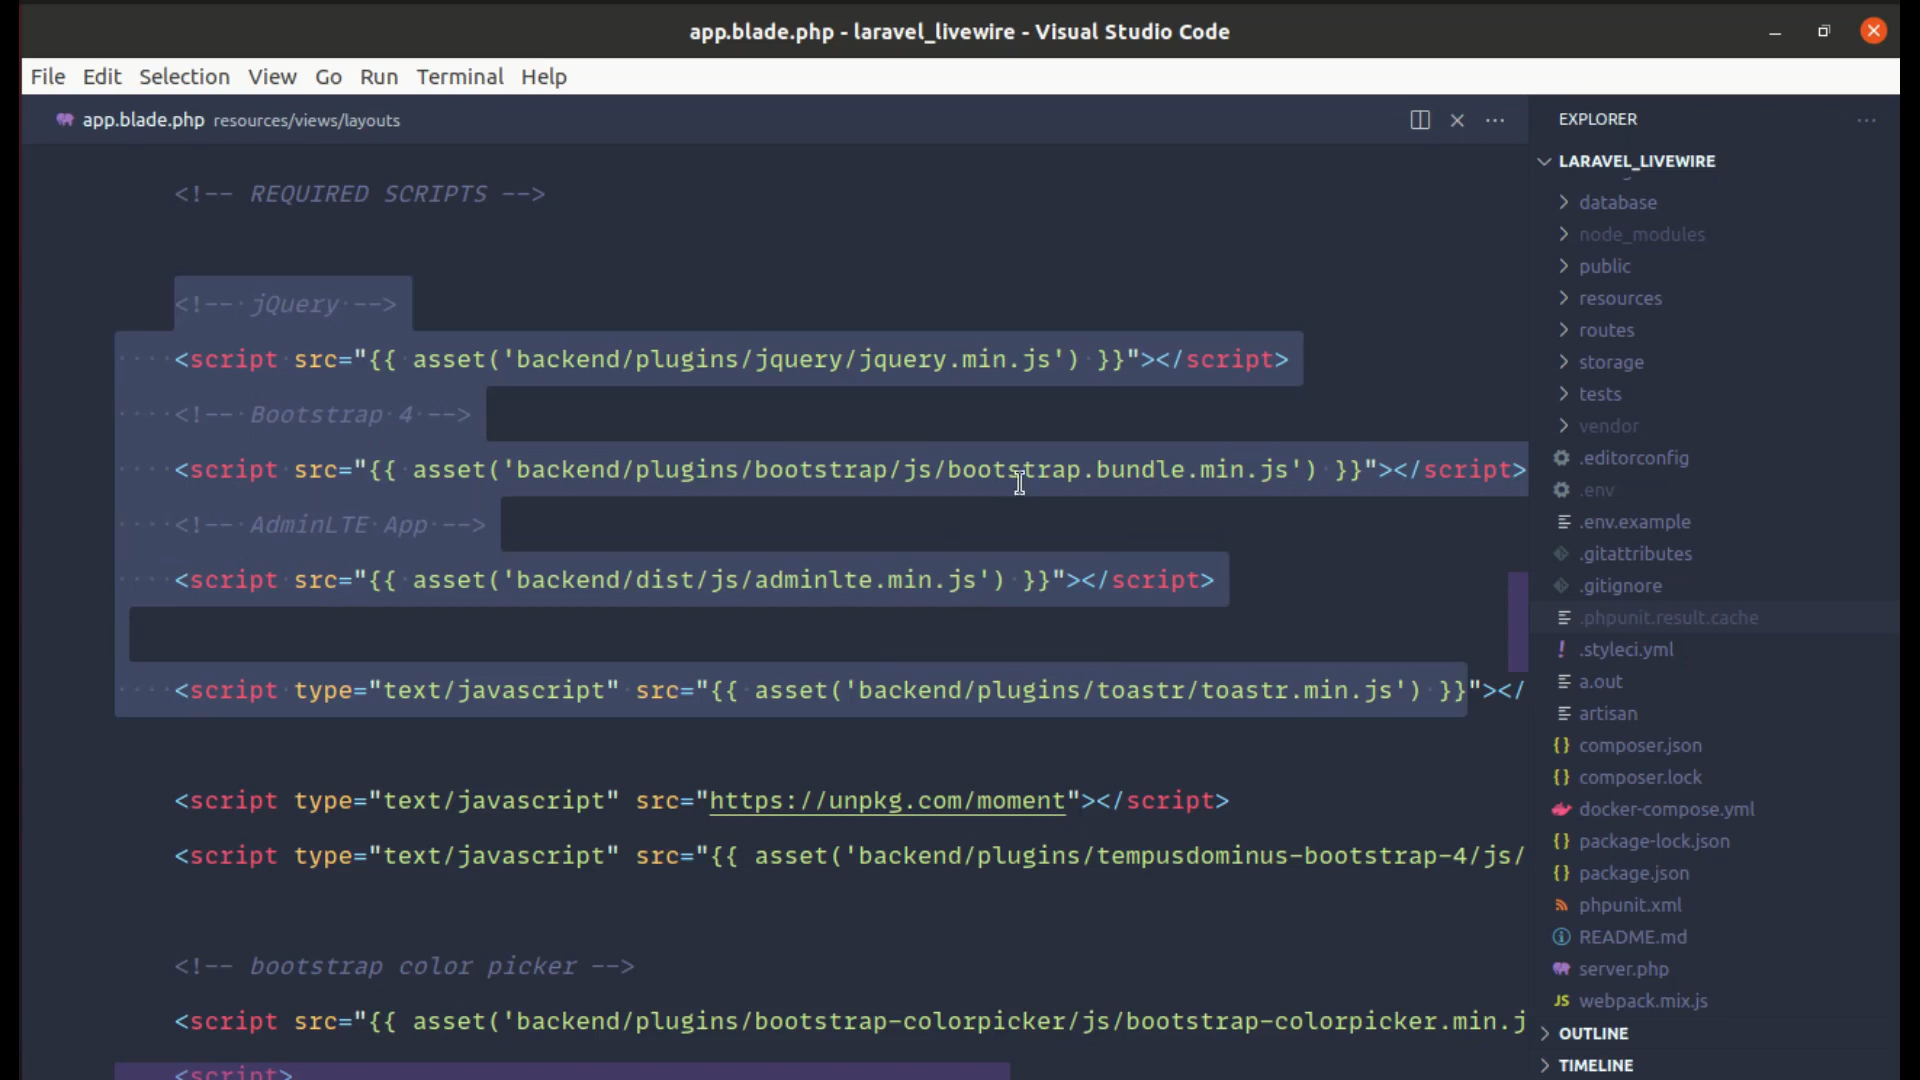 app.blade.php - laravel_livewire - Visual Studio Code
File Edit Selection View Go Run Terminal Help
app.blade.php resources/views/layouts
<!-- REQUIRED SCRIPTS -->
<!-- jQuery -->
<script src="{{ asset('backend/plugins/jquery/jquery.min.js') }}"></script>
<!-- Bootstrap 4 -->
<script src="{{ asset('backend/plugins/bootstrap/js/bootstrap.bundle.min.js') }}"></script>
<!-- AdminLTE App -->
<script src="{{ asset('backend/dist/js/adminlte.min.js') }}"></script>
<script type="text/javascript" src="{{ asset('backend/plugins/toastr/toastr.min.js') }}"></
<script type="text/javascript" src="https://unpkg.com/moment"></script>
<script type="text/javascript" src="{{ asset('backend/plugins/tempusdominus-bootstrap-4/js/
<!-- bootstrap color picker -->
<script src="{{ asset('backend/plugins/bootstrap-colorpicker/js/bootstrap-colorpicker.min.j
<script>
EXPLORER
LARAVEL_LIVEWIRE
database
node_modules
public
resources
routes
storage
tests
vendor
.editorconfig
.env
.env.example
.gitattributes
.gitignore
.phpunit.result.cache
.styleci.yml
a.out
artisan
composer.json
composer.lock
docker-compose.yml
package-lock.json
package.json
phpunit.xml
README.md
server.php
JS webpack.mix.js
OUTLINE
TIMELINE